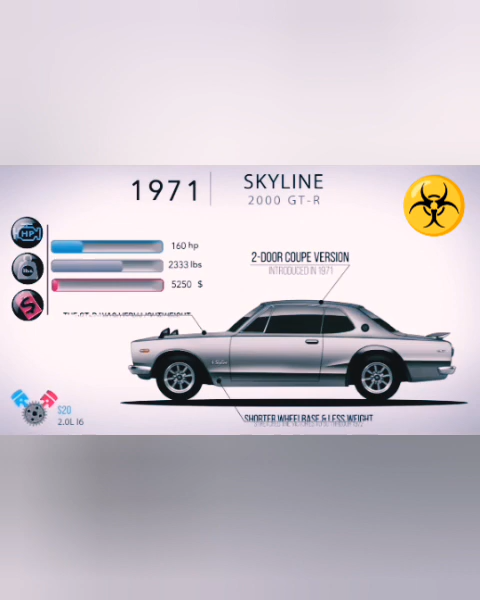 1971
SKYLINE
2000 GT-R
HP
160 hp
lbs
2333 lbs
$
5250 $
2-DOOR COUPE VERSION
INTRODUCED IN 1971
S20
2.0L I6
SHORTER WHEELBASE & LESS WEIGHT